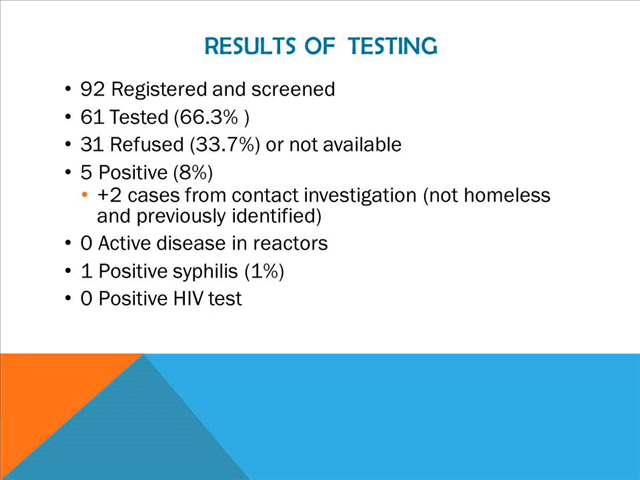 RESULTS OF TESTING
• 92 Registered and screened
• 61 Tested (66.3% )
• 31 Refused (33.7%) or not available
• 5 Positive (8%)
• +2 cases from contact investigation (not homeless
and previously identified)
• 0 Active disease in reactors
• 1 Positive syphilis (1%)
• 0 Positive HIV test